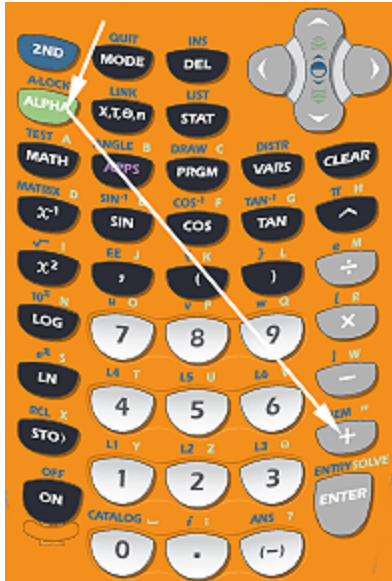 QUIT INS
2ND MODE DEL
A-LOCK LINK LIST
ALPHA X,T,Θ,n STAT
TEST A ANGLE B DRAW C DISTR
MATH APPS PRGM VARS CLEAR
MATRIX D SIN⁻¹ COS⁻¹ F TAN⁻¹ G π H
X⁻¹ SIN COS TAN ^
√ I EE J K } L e M
X² , ( ) ÷
10ˣ N u O v P w Q [ R
LOG 7 8 9 ×
eˣ S L4 T L5 U L6 ] W
LN 4 5 6 −
RCL X L1 Y L2 Z L3 Θ "
STO› 1 2 3 +
OFF ENTRY SOLVE
ON ENTER
CATALOG ⎵ i : ANS ?
0 . (−)